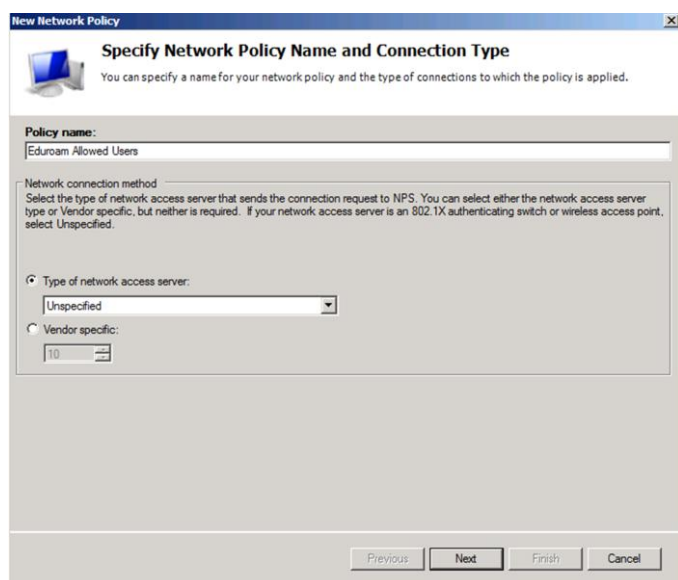 New Network Policy
Specify Network Policy Name and Connection Type
You can specify a name for your network policy and the type of connections to which the policy is applied.
Policy name:
Eduroam Allowed Users
Network connection method
Select the type of network access server that sends the connection request to NPS. You can select either the network access server
type or Vendor specific, but neither is required. If your network access server is an 802.1X authenticating switch or wireless access point,
select Unspecified.
Type of network access server:
Unspecified
Vendor specific:
10
Previous Next Finish Cancel